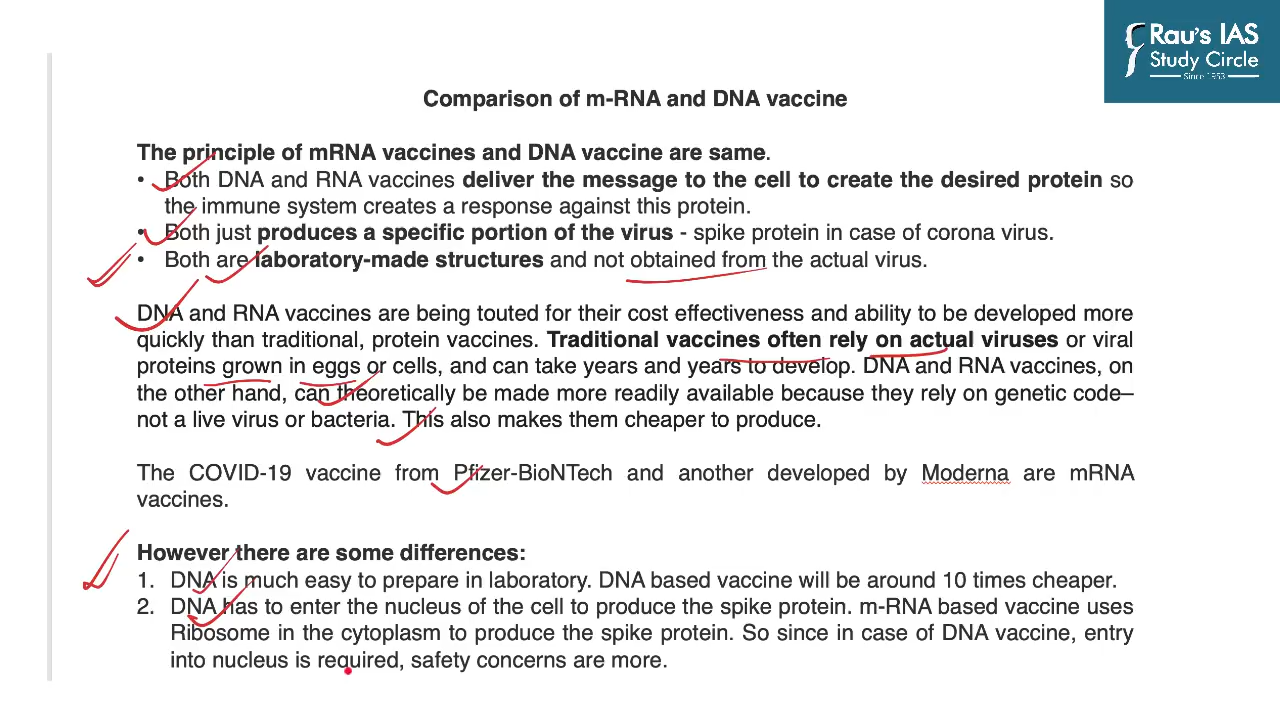 Rau's IAS
Study Circle
Since 1953
Comparison of m-RNA and DNA vaccine
The principle of mRNA vaccines and DNA vaccine are same.
• Both DNA and RNA vaccines deliver the message to the cell to create the desired protein so
the immune system creates a response against this protein.
• Both just produces a specific portion of the virus - spike protein in case of corona virus.
• Both are laboratory-made structures and not obtained from the actual virus.
DNA and RNA vaccines are being touted for their cost effectiveness and ability to be developed more
quickly than traditional, protein vaccines. Traditional vaccines often rely on actual viruses or viral
proteins grown in eggs or cells, and can take years and years to develop. DNA and RNA vaccines, on
the other hand, can theoretically be made more readily available because they rely on genetic code–
not a live virus or bacteria. This also makes them cheaper to produce.
The COVID-19 vaccine from Pfizer-BioNTech and another developed by Moderna are mRNA
vaccines.
However there are some differences:
1. DNA is much easy to prepare in laboratory. DNA based vaccine will be around 10 times cheaper.
2. DNA has to enter the nucleus of the cell to produce the spike protein. m-RNA based vaccine uses
Ribosome in the cytoplasm to produce the spike protein. So since in case of DNA vaccine, entry
into nucleus is required, safety concerns are more.